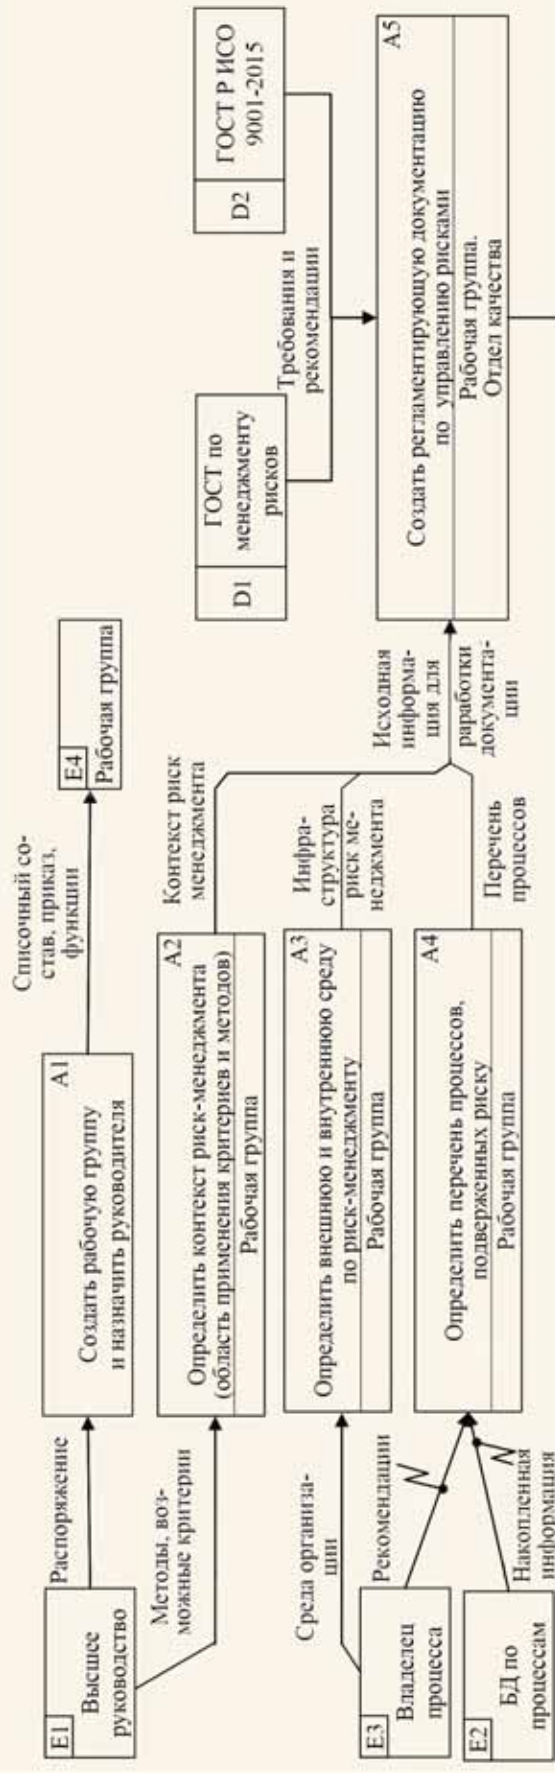 E1
Высшее
руководство
Распоряжение
A1
Создать рабочую группу
и назначить руководителя
Списочный со-
став, приказ,
функции
E4
Рабочая группа
Методы, воз-
можные критерии
A2
Определить контекст риск-менеджмента
(область применения критериев и методов)
Рабочая группа
Контекст риск
менеджмента
D1
ГОСТ по
менеджменту
рисков
D2
ГОСТ Р ИСО
9001-2015
Требования и
рекомендации
Среда организа-
ции
A3
Определить внешнюю и внутреннюю среду
по риск-менеджменту
Рабочая группа
Инфра-
структура
риск ме-
неджмента
E3
Владелец
процесса
Рекомендации
E2
БД по
процессам
Накопленная
информация
A4
Определить перечень процессов,
подверженных риску
Рабочая группа
Перечень
процессов
Исходная
информа-
ция для
раработки
документа-
ции
A5
Создать регламентирующую документацию
по управлению рисками
Рабочая группа.
Отдел качества